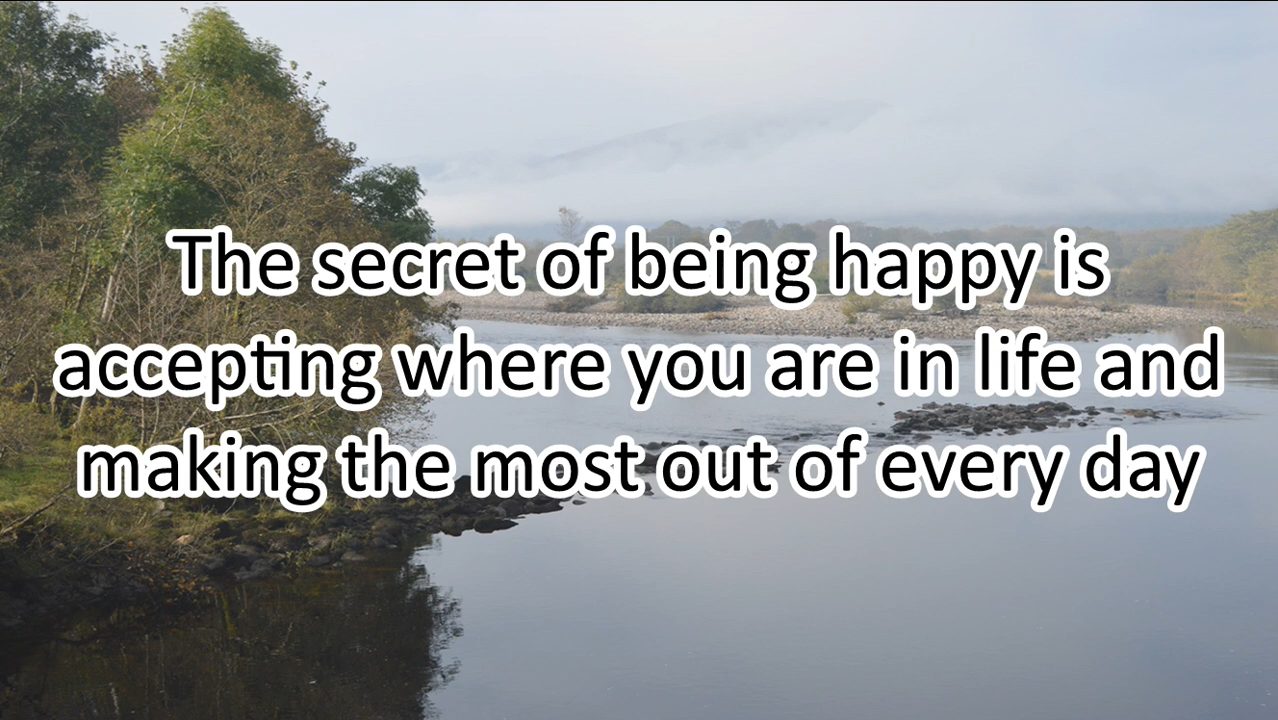 The secret of being happy is
accepting where you are in life and
making the most out of every day